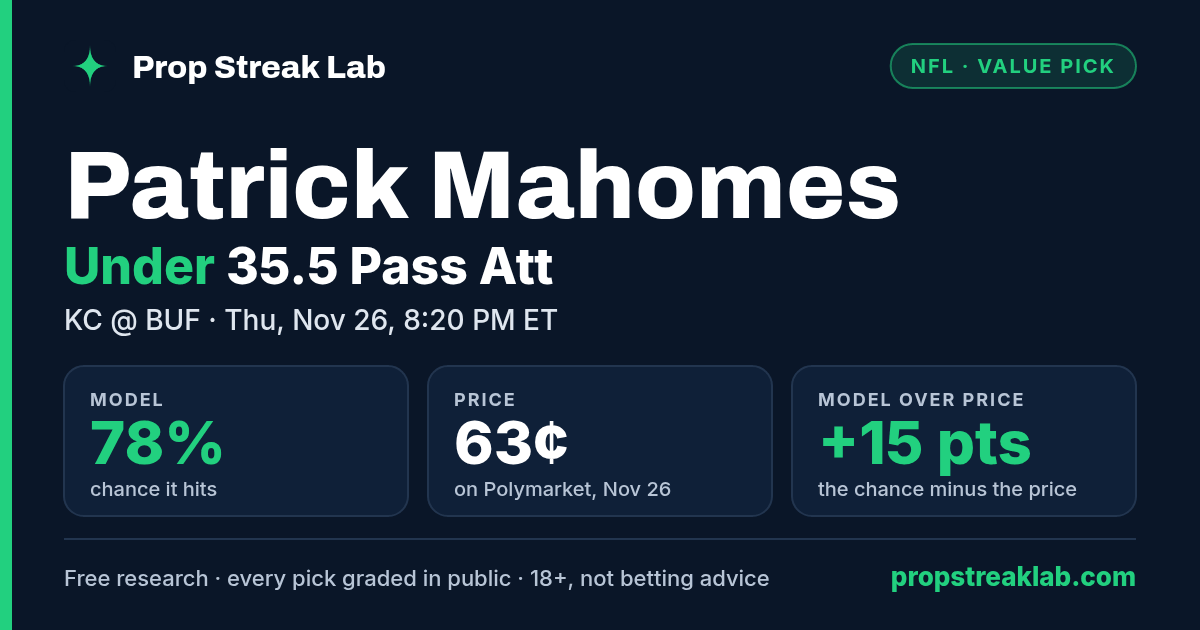 Prop Streak Lab
NFL · VALUE PICK
Patrick Mahomes
Under 35.5 Pass Att
KC @ BUF · Thu, Nov 26, 8:20 PM ET
MODEL
78%
chance it hits
PRICE
63¢
on Polymarket, Nov 26
MODEL OVER PRICE
+15 pts
the chance minus the price
Free research · every pick graded in public · 18+, not betting advice
propstreaklab.com